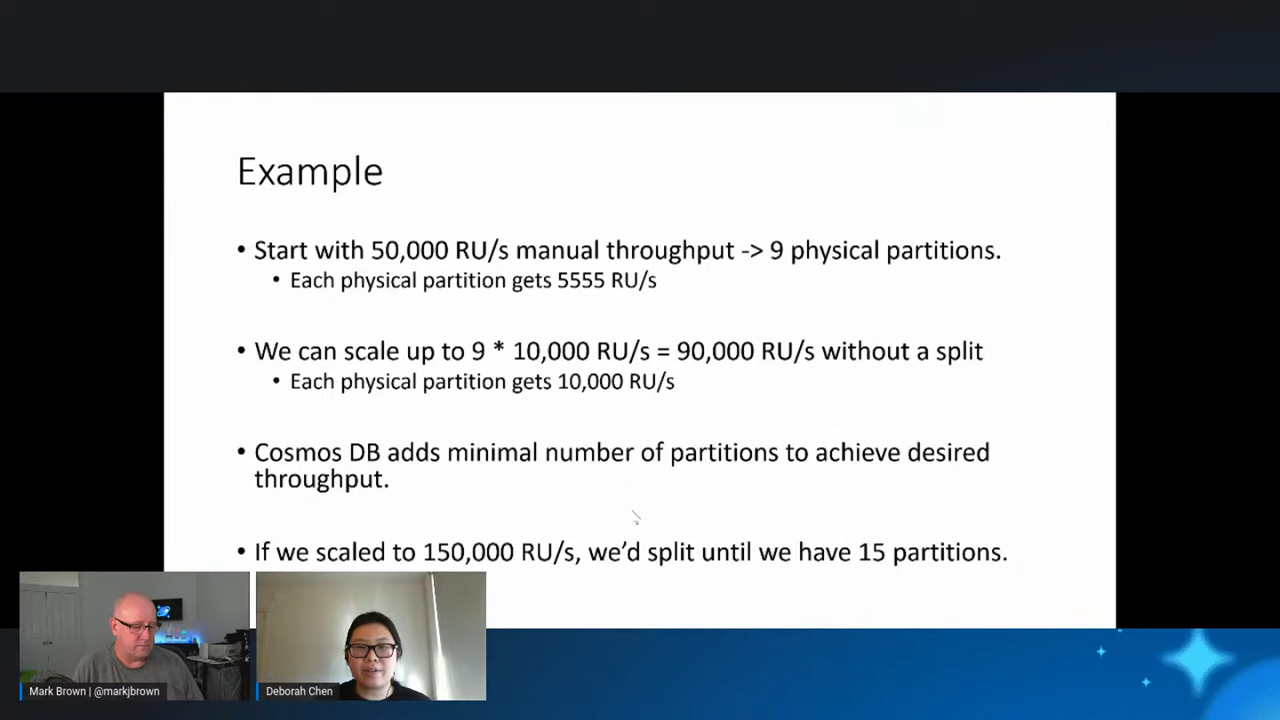 Example
• Start with 50,000 RU/s manual throughput -> 9 physical partitions.
• Each physical partition gets 5555 RU/s
• We can scale up to 9 * 10,000 RU/s = 90,000 RU/s without a split
• Each physical partition gets 10,000 RU/s
• Cosmos DB adds minimal number of partitions to achieve desired
throughput.
• If we scaled to 150,000 RU/s, we’d split until we have 15 partitions.
Mark Brown | @markjbrown
Deborah Chen